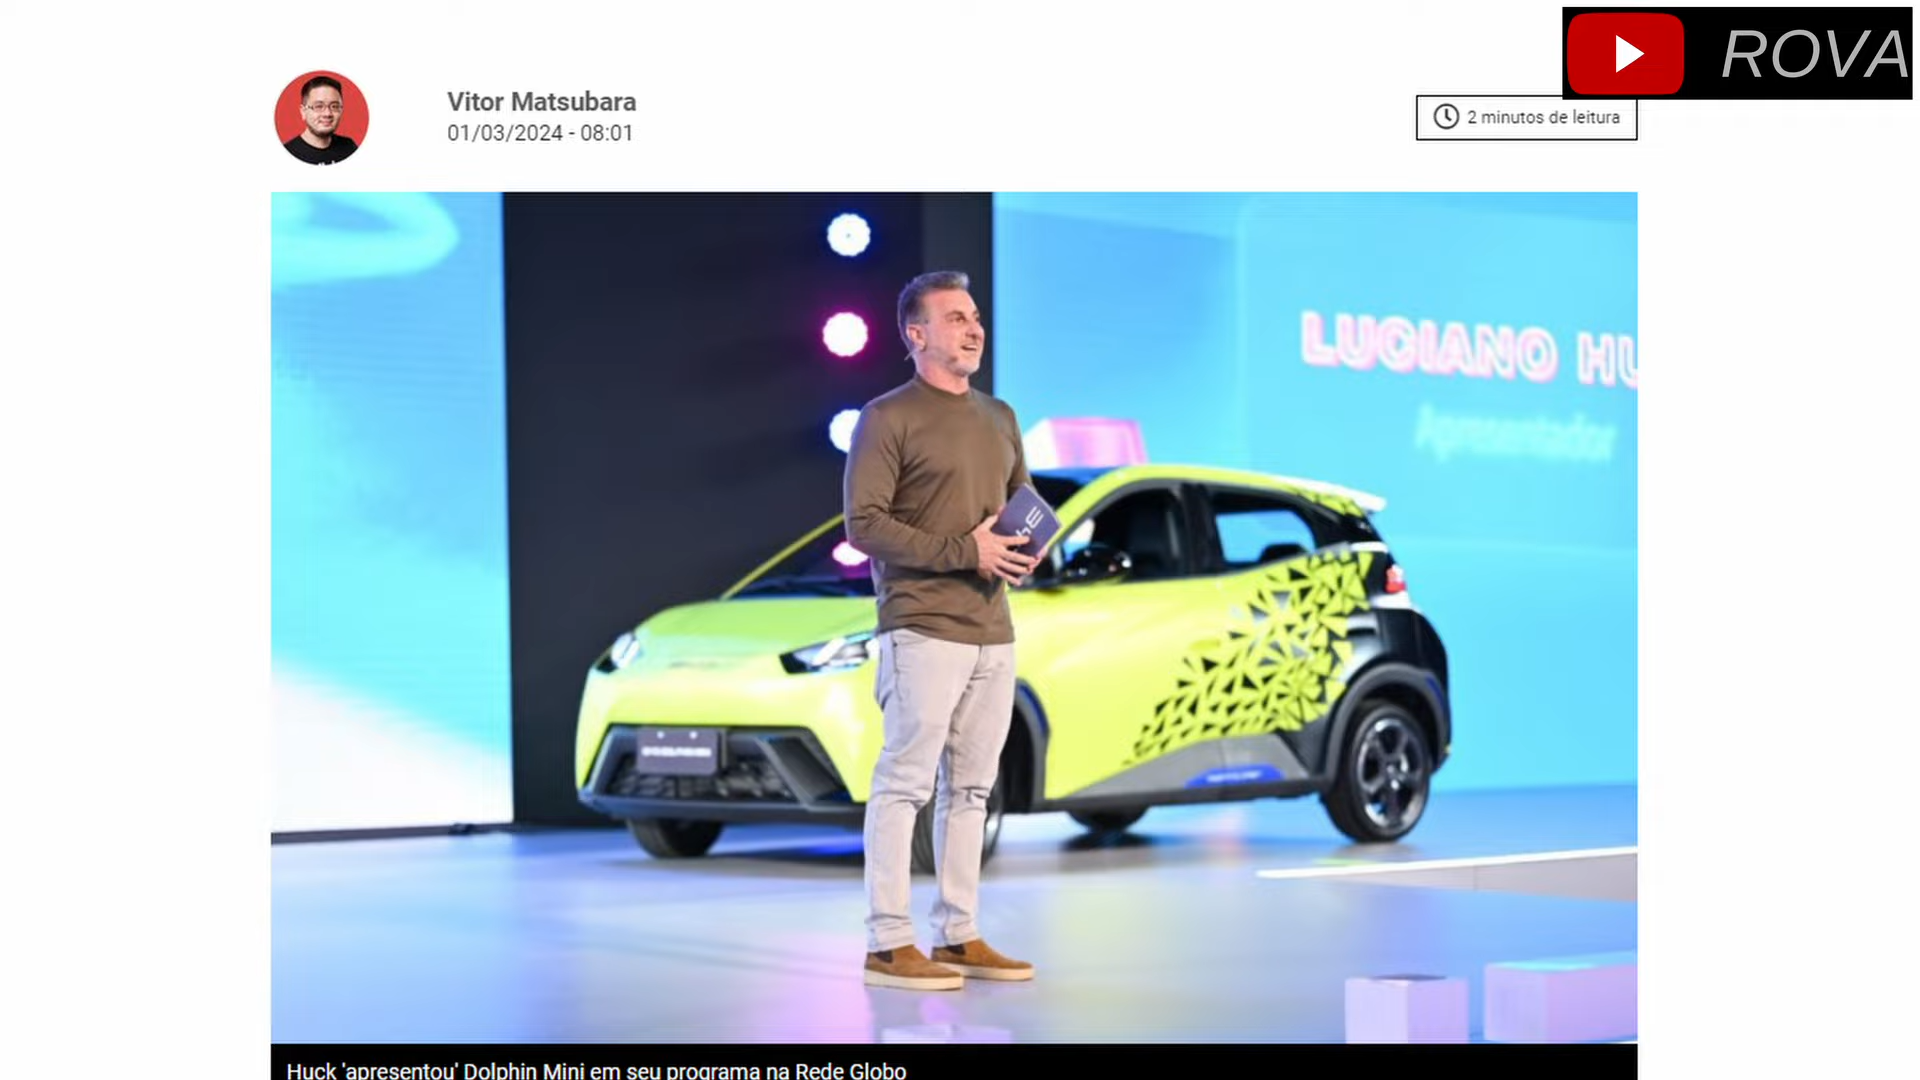 ROVA
Vitor Matsubara
01/03/2024 - 08:01
2 minutos de leitura
LUCIANO HU
Apresentador
Huck 'apresentou' Dolphin Mini em seu programa na Rede Globo